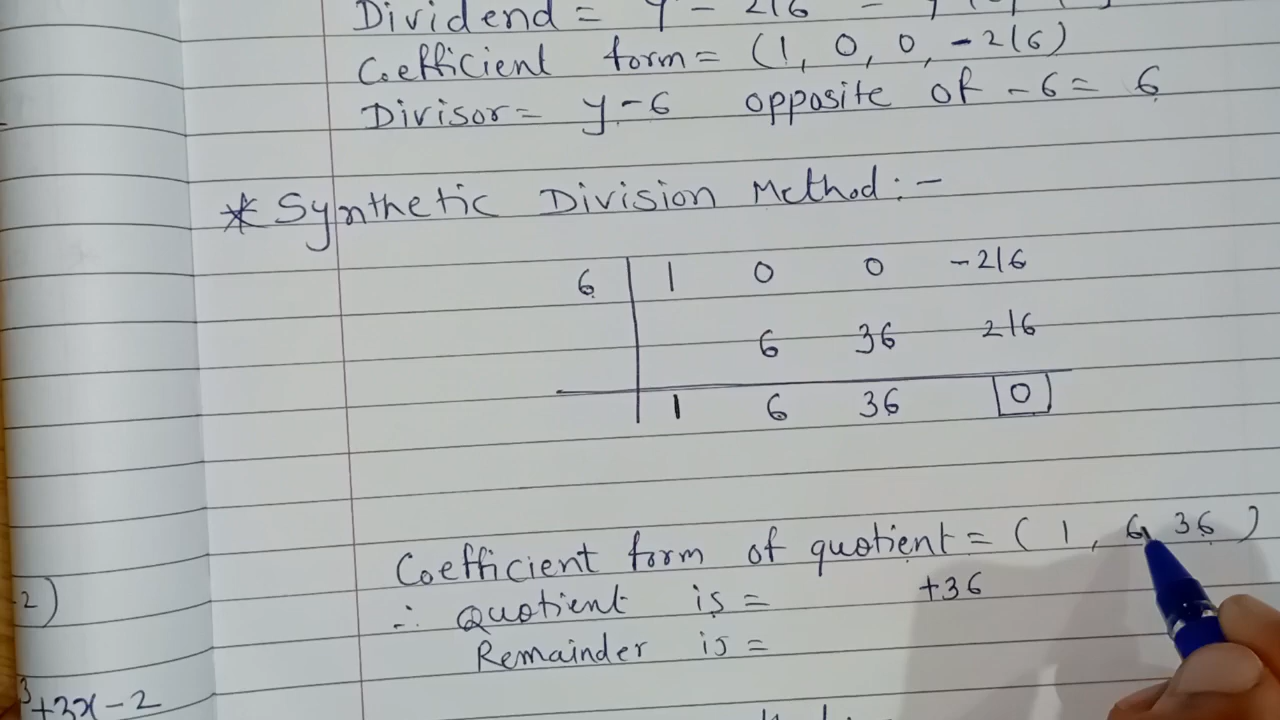 Dividend =
Coefficient form = (1, 0, 0, -216)
Divisor = y-6 opposite of -6 = 6
* Synthetic Division Method :-
6 | 1 0 0 -216
6 36 216
1 6 36 0
Coefficient form of quotient = ( 1, 6 36 )
∴ Quotient is = +36
Remainder is =
2)
³+3x-2